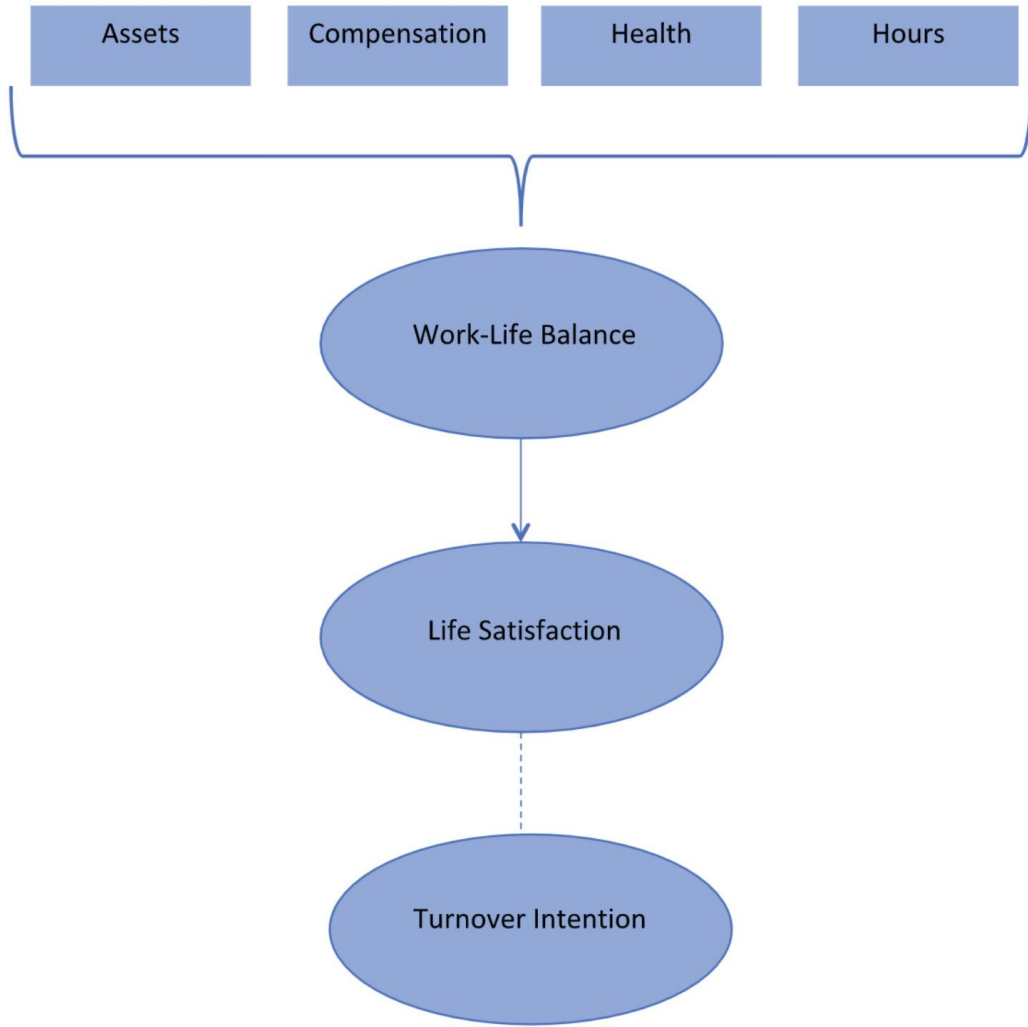 Assets
Compensation
Health
Hours
Work-Life Balance
Life Satisfaction
Turnover Intention